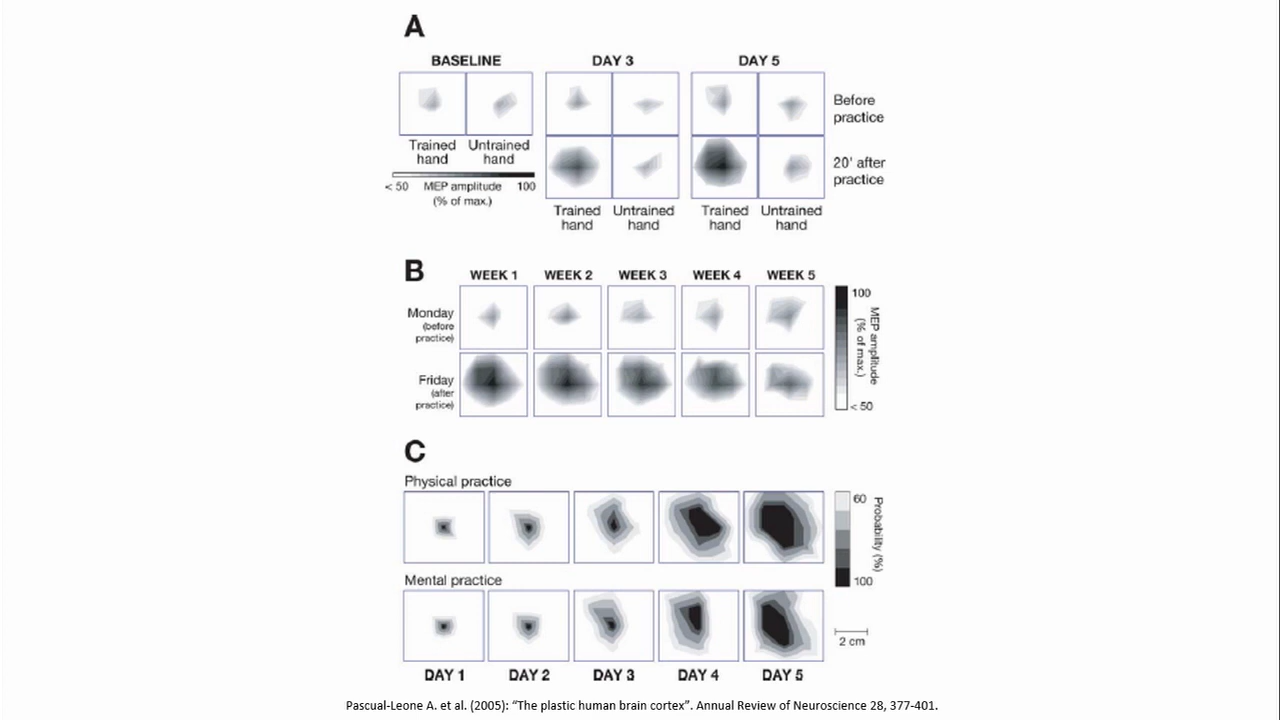 A
BASELINE
DAY 3
DAY 5
Before
practice
Trained
hand
Untrained
hand
20' after
practice
< 50 MEP amplitude 100
(% of max.)
Trained
hand
Untrained
hand
Trained
hand
Untrained
hand
B
WEEK 1
WEEK 2
WEEK 3
WEEK 4
WEEK 5
Monday
(before
practice)
100
MEP amplitude
(% of max.)
< 50
Friday
(after
practice)
C
Physical practice
60
Probability (%)
100
Mental practice
2 cm
DAY 1
DAY 2
DAY 3
DAY 4
DAY 5
Pascual-Leone A. et al. (2005): “The plastic human brain cortex”. Annual Review of Neuroscience 28, 377-401.